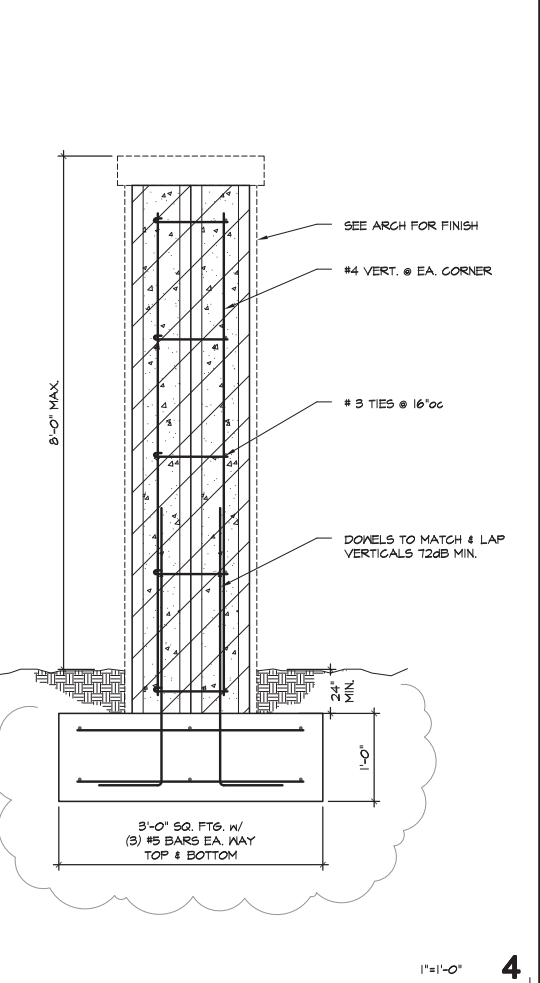 SEE ARCH FOR FINISH
#4 VERT. @ EA. CORNER
8'-0" MAX.
# 3 TIES @ 16"oc
DOWELS TO MATCH & LAP
VERTICALS 72dB MIN.
24"
MIN.
1'-0"
3'-0" SQ. FTG. W/
(3) #5 BARS EA. WAY
TOP & BOTTOM
1"=1'-0"
4